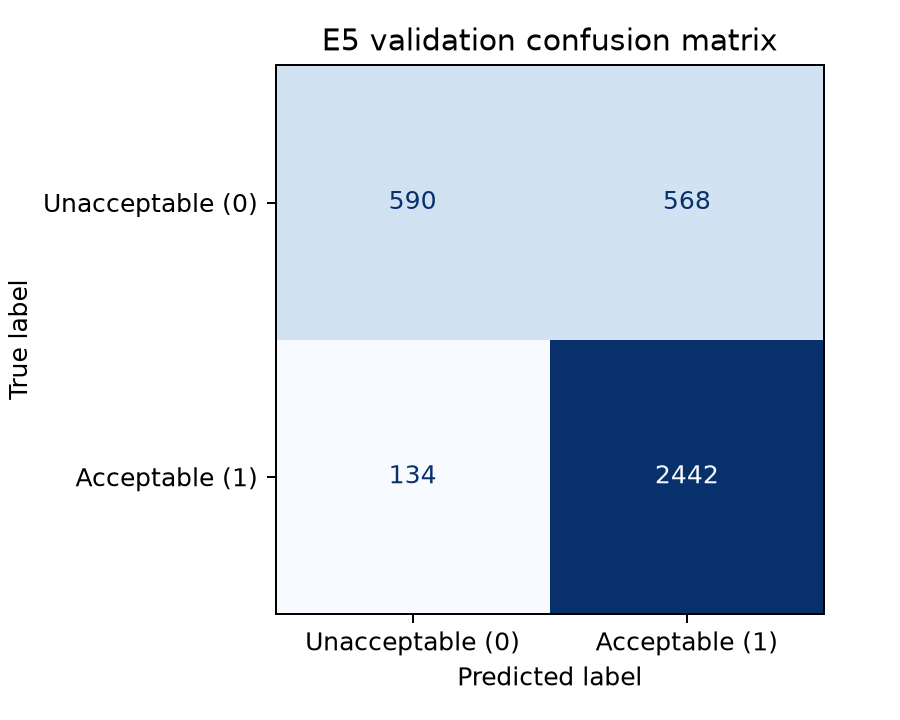 E5 validation confusion matrix
True label
Unacceptable (0)
590 568
Acceptable (1)
134 2442
Unacceptable (0) Acceptable (1)
Predicted label